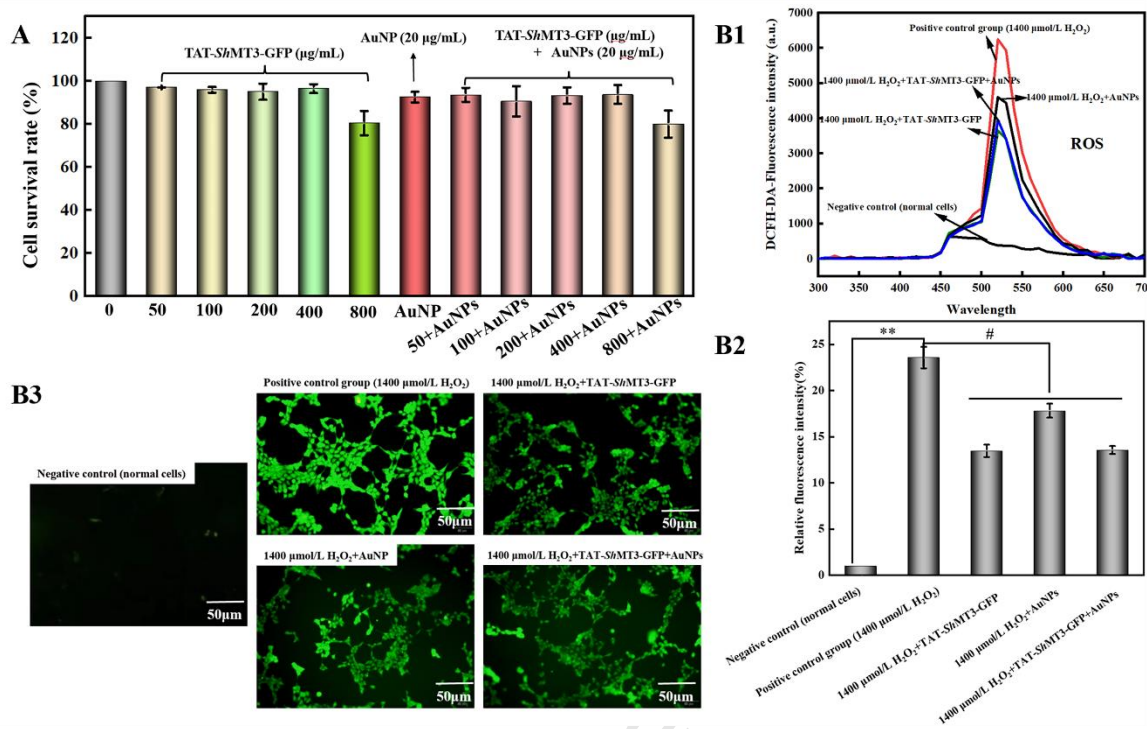 A
Cell survival rate (%)
120
100
80
60
40
20
0
TAT-ShMT3-GFP (μg/mL)
AuNP (20 μg/mL)
TAT-ShMT3-GFP (μg/mL)
+ AuNPs (20 μg/mL)
0
50
100
200
400
800
AuNP
50+AuNPs
100+AuNPs
200+AuNPs
400+AuNPs
800+AuNPs
B1
DCFH-DA-Fluorescence intensity (a.u.)
7000
6000
5000
4000
3000
2000
1000
0
Positive control group (1400 μmol/L H₂O₂)
1400 μmol/L H₂O₂+TAT-ShMT3-GFP+AuNPs
1400 μmol/L H₂O₂+AuNPs
1400 μmol/L H₂O₂+TAT-ShMT3-GFP
ROS
Negative control (normal cells)
300
350
400
450
500
550
600
650
Wavelength
B2
Relative fluorescence intensity(%)
25
20
15
10
5
0
**
#
Negative control (normal cells)
Positive control group (1400 μmol/L H₂O₂)
1400 μmol/L H₂O₂+TAT-ShMT3-GFP
1400 μmol/L H₂O₂+AuNPs
1400 μmol/L H₂O₂+TAT-ShMT3-GFP+AuNPs
B3
Negative control (normal cells)
50μm
Positive control group (1400 μmol/L H₂O₂)
50μm
1400 μmol/L H₂O₂+TAT-ShMT3-GFP
50μm
1400 μmol/L H₂O₂+AuNP
50μm
1400 μmol/L H₂O₂+TAT-ShMT3-GFP+AuNPs
50μm